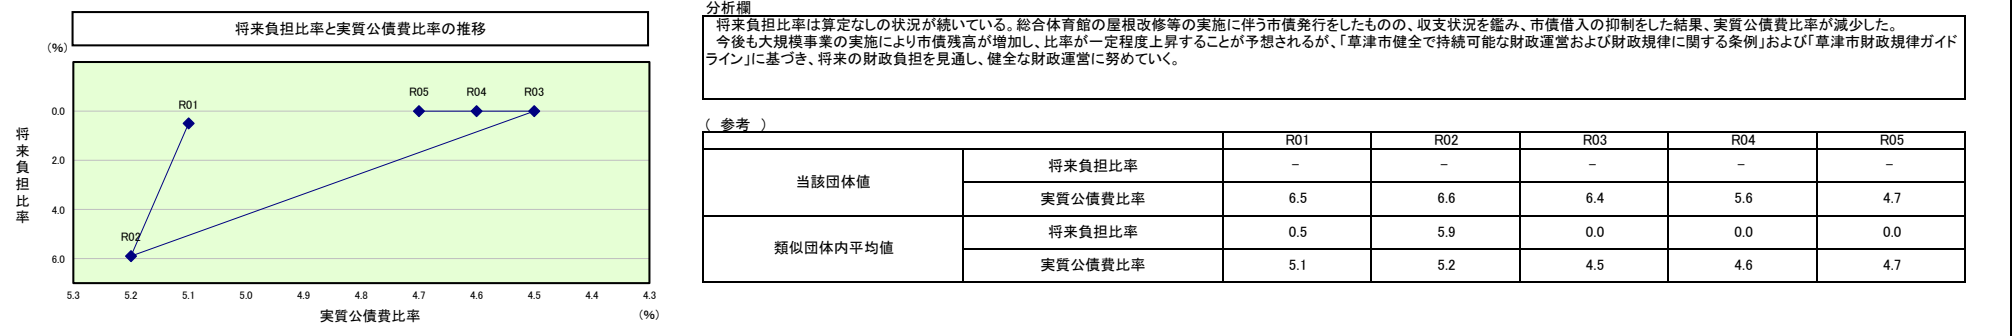 将来負担比率と実質公債費比率の推移
(%)
R01
R05
R04
R03
R02
0.0
2.0
4.0
6.0
将来負担比率
5.3 5.2 5.1 5.0 4.9 4.8 4.7 4.6 4.5 4.4 4.3
実質公債費比率
(%)
分析欄
将来負担比率は算定なしの状況が続いている。総合体育館の屋根改修等の実施に伴う市債発行をしたものの、収支状況を鑑み、市債借入の抑制をした結果、実質公債費比率が減少した。
今後も大規模事業の実施により市債残高が増加し、比率が一定程度上昇することが予想されるが、「草津市健全で持続可能な財政運営および財政規律に関する条例」および「草津市財政規律ガイド
ライン」に基づき、将来の財政負担を見通し、健全な財政運営に努めていく。
( 参考 )
R01 R02 R03 R04 R05
当該団体値
将来負担比率 － － － － －
実質公債費比率 6.5 6.6 6.4 5.6 4.7
類似団体内平均値
将来負担比率 0.5 5.9 0.0 0.0 0.0
実質公債費比率 5.1 5.2 4.5 4.6 4.7